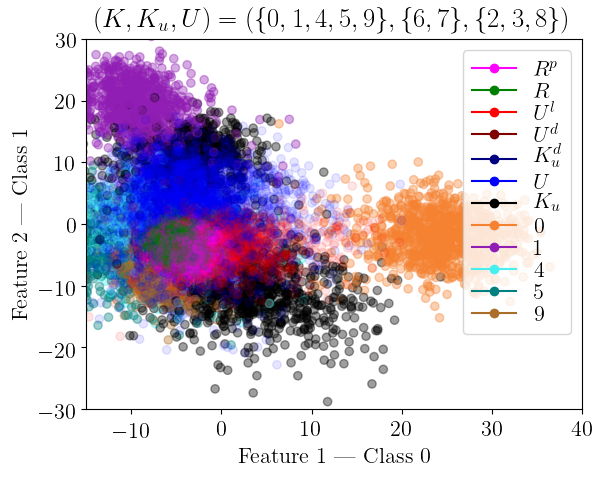 (K, K_u, U) = ({0, 1, 4, 5, 9}, {6, 7}, {2, 3, 8})
30
20
10
0
−10
−20
−30
Feature 2 — Class 1
−10
0
10
20
30
40
Feature 1 — Class 0
R^p
R
U^l
U^d
K_u^d
U
K_u
0
1
4
5
9